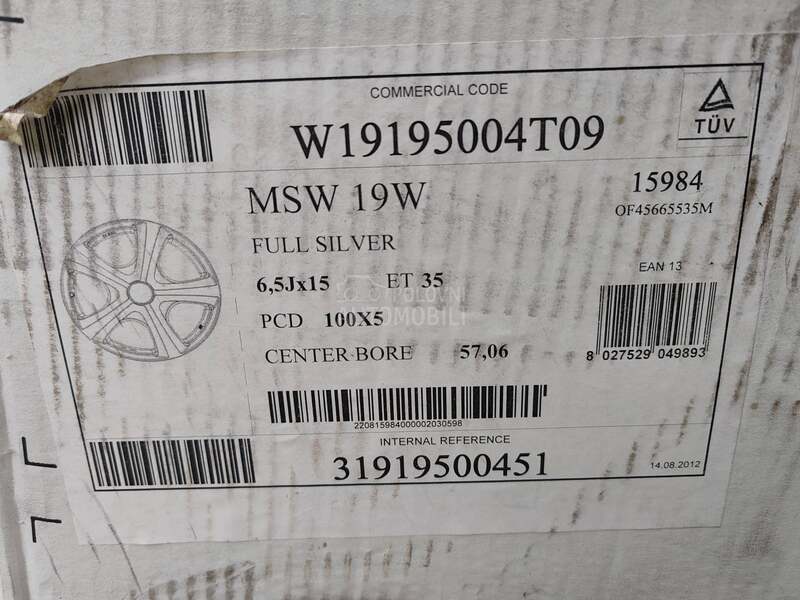 COMMERCIAL CODE
W19195004T09
TÜV
MSW 19W
15984
OF45665535M
FULL SILVER
6,5Jx15 ET 35
EAN 13
PCD 100X5
CENTER BORE 57,06
8 027529 049893
220815984000002030598
INTERNAL REFERENCE
31919500451
14.08.2012
POLOVNI
AUTOMOBILI